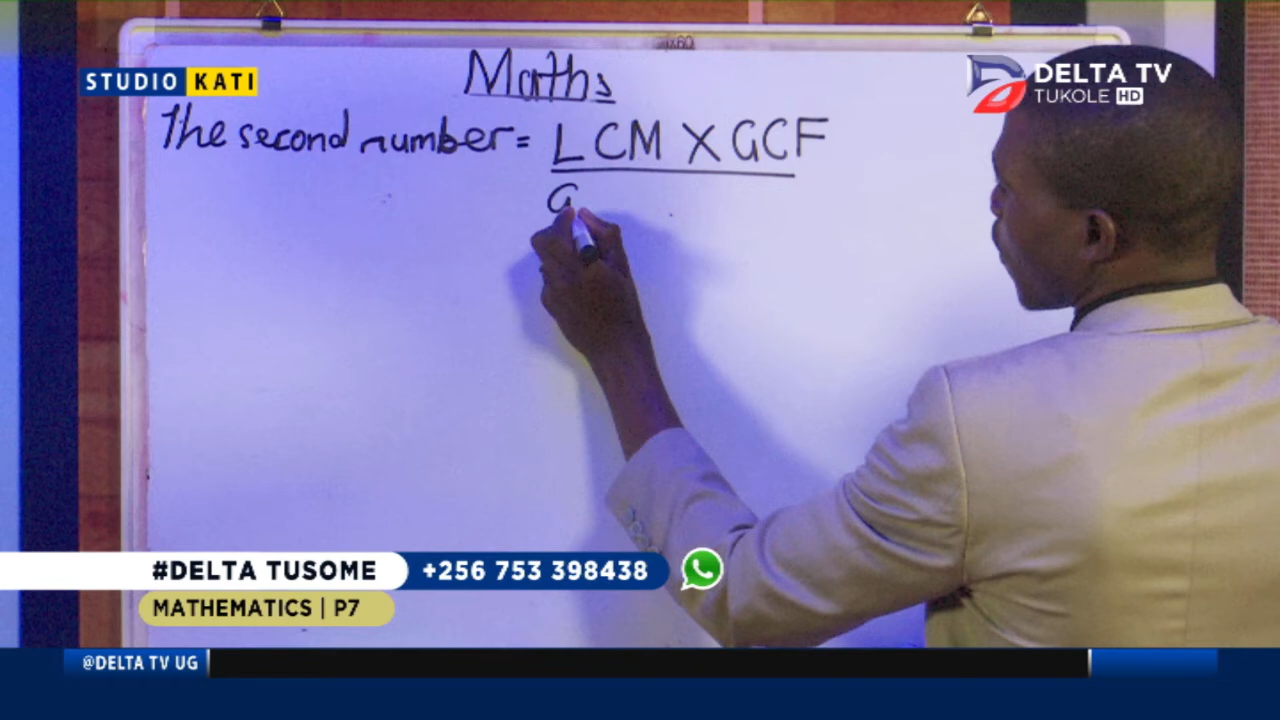 Maths
STUDIO KATI
DELTA TV
TUKOLE HD
The second number = LCM X GCF
G
#DELTA TUSOME +256 753 398438
MATHEMATICS | P7
@DELTA TV UG